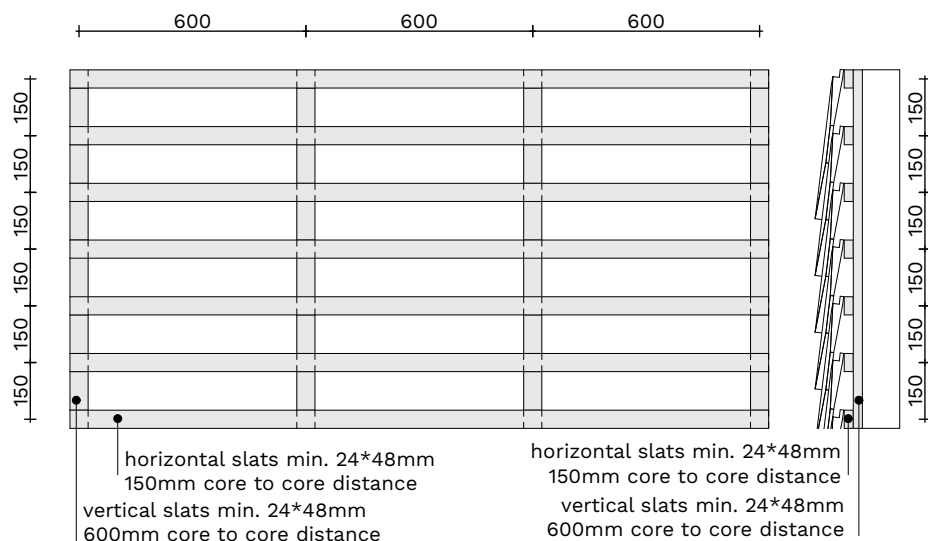 600
600
600
150
150
150
150
150
150
150
150
150
150
150
150
horizontal slats min. 24*48mm
150mm core to core distance
vertical slats min. 24*48mm
600mm core to core distance
horizontal slats min. 24*48mm
150mm core to core distance
vertical slats min. 24*48mm
600mm core to core distance